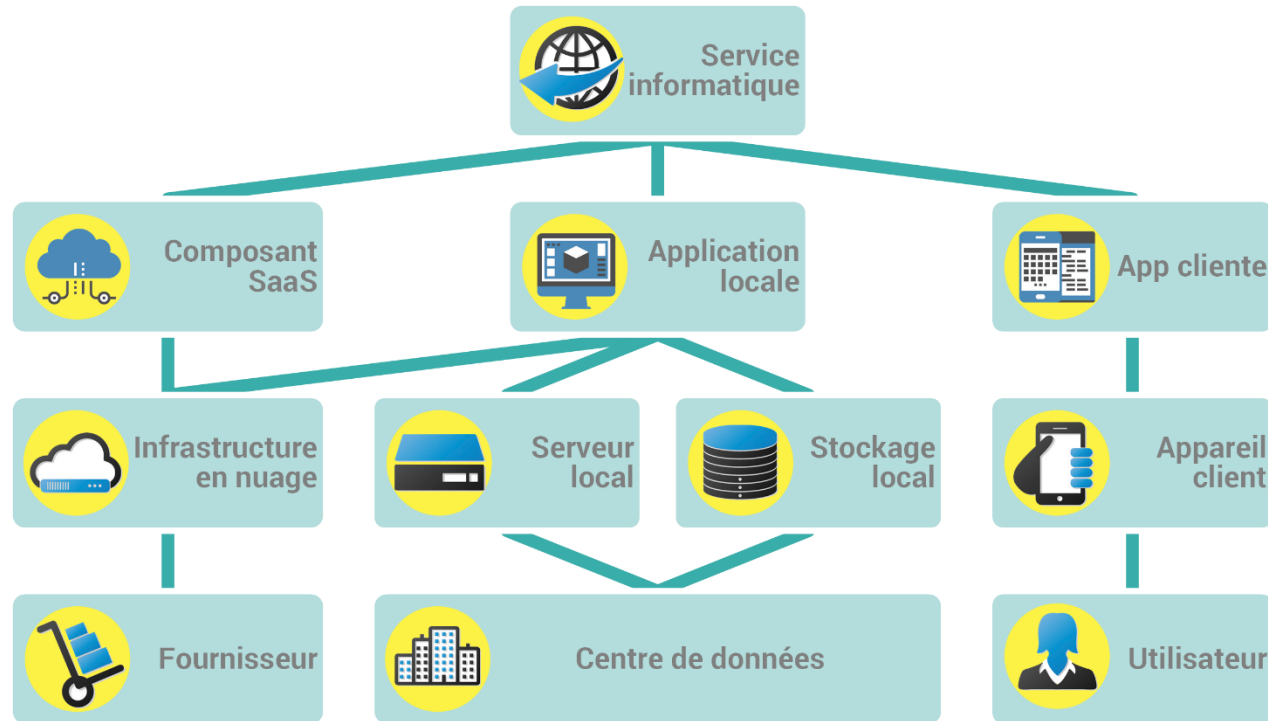 Service
informatique
Composant
SaaS
Application
locale
App cliente
Infrastructure
en nuage
Serveur
local
Stockage
local
Appareil
client
Fournisseur
Centre de données
Utilisateur